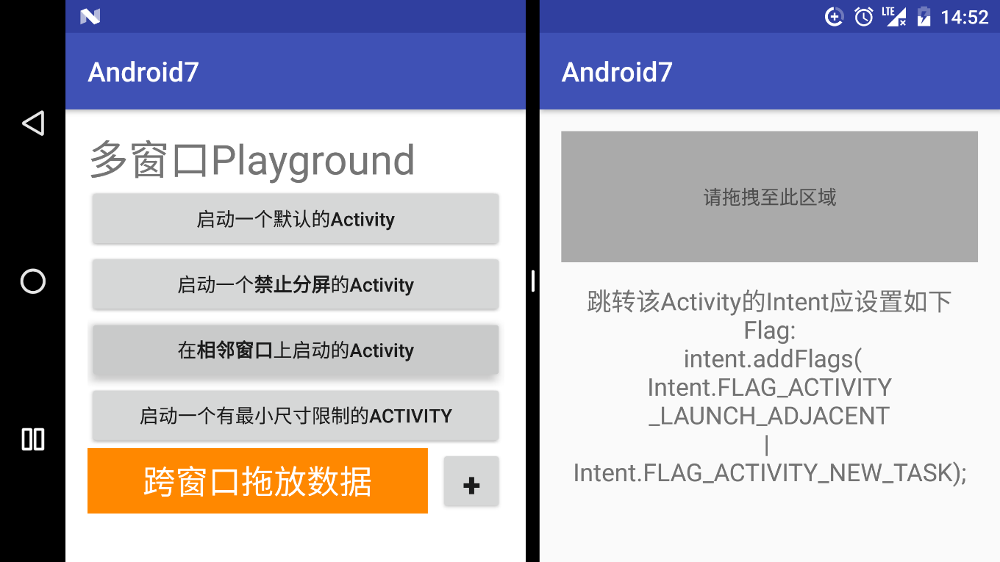 LTE
14:52
Android7
多窗口Playground
启动一个默认的Activity
启动一个禁止分屏的Activity
在相邻窗口上启动的Activity
启动一个有最小尺寸限制的ACTIVITY
跨窗口拖放数据
+
Android7
请拖拽至此区域
跳转该Activity的Intent应设置如下
Flag:
intent.addFlags(
Intent.FLAG_ACTIVITY
_LAUNCH_ADJACENT
|
Intent.FLAG_ACTIVITY_NEW_TASK);